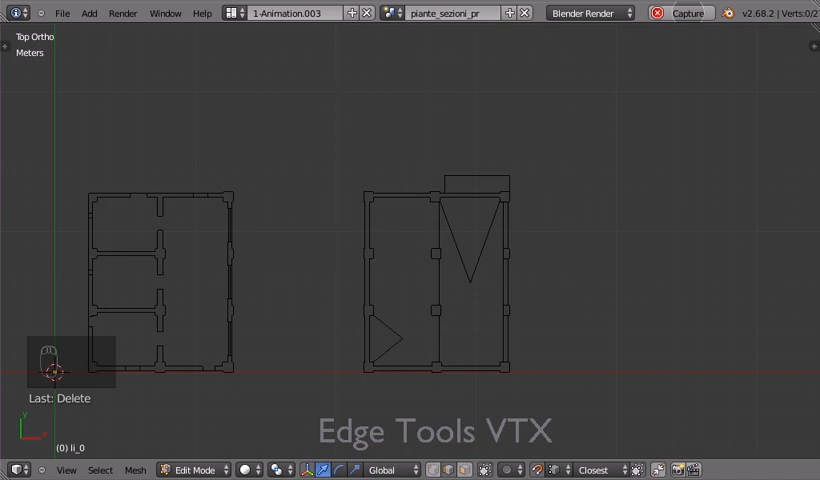 File Add Render Window Help 1-Animation.003 piante_sezioni_pr Blender Render Capture v2.68.2 | Verts:0/2
Top Ortho
Meters
Last: Delete
Edge Tools VTX
y
x
(0) li_0
View Select Mesh Edit Mode Global Closest